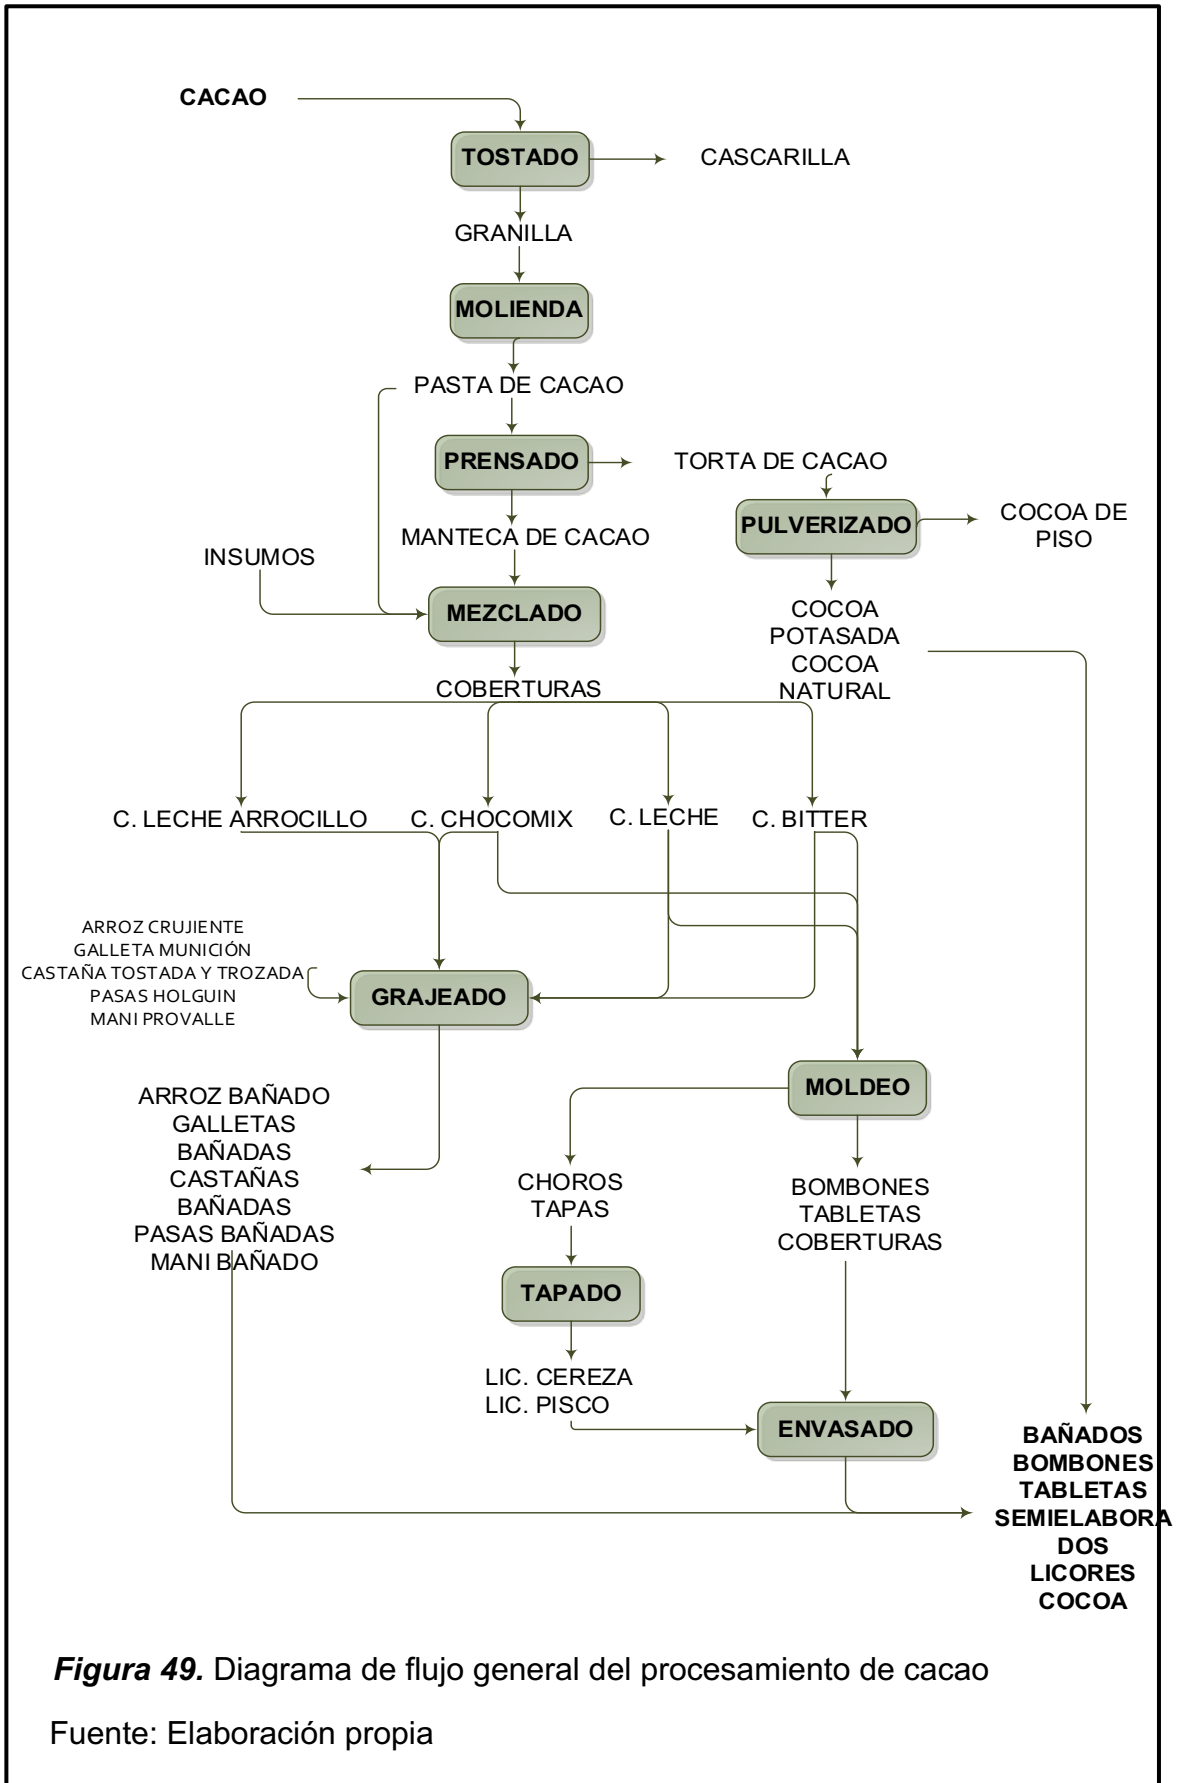 CACAO
TOSTADO
CASCARILLA
GRANILLA
MOLIENDA
PASTA DE CACAO
PRENSADO
TORTA DE CACAO
PULVERIZADO
COCOA DE
PISO
MANTECA DE CACAO
INSUMOS
MEZCLADO
COCOA
POTASADA
COCOA
NATURAL
COBERTURAS
C. LECHE ARROCILLO
C. CHOCOMIX
C. LECHE
C. BITTER
ARROZ CRUJIENTE
GALLETA MUNICIÓN
CASTAÑA TOSTADA Y TROZADA
PASAS HOLGUIN
MANI PROVALLE
GRAJEADO
MOLDEO
ARROZ BAÑADO
GALLETAS
BAÑADAS
CASTAÑAS
BAÑADAS
PASAS BAÑADAS
MANI BAÑADO
CHOROS
TAPAS
BOMBONES
TABLETAS
COBERTURAS
TAPADO
LIC. CEREZA
LIC. PISCO
ENVASADO
BAÑADOS
BOMBONES
TABLETAS
SEMIELABORA
DOS
LICORES
COCOA
Figura 49. Diagrama de flujo general del procesamiento de cacao
Fuente: Elaboración propia